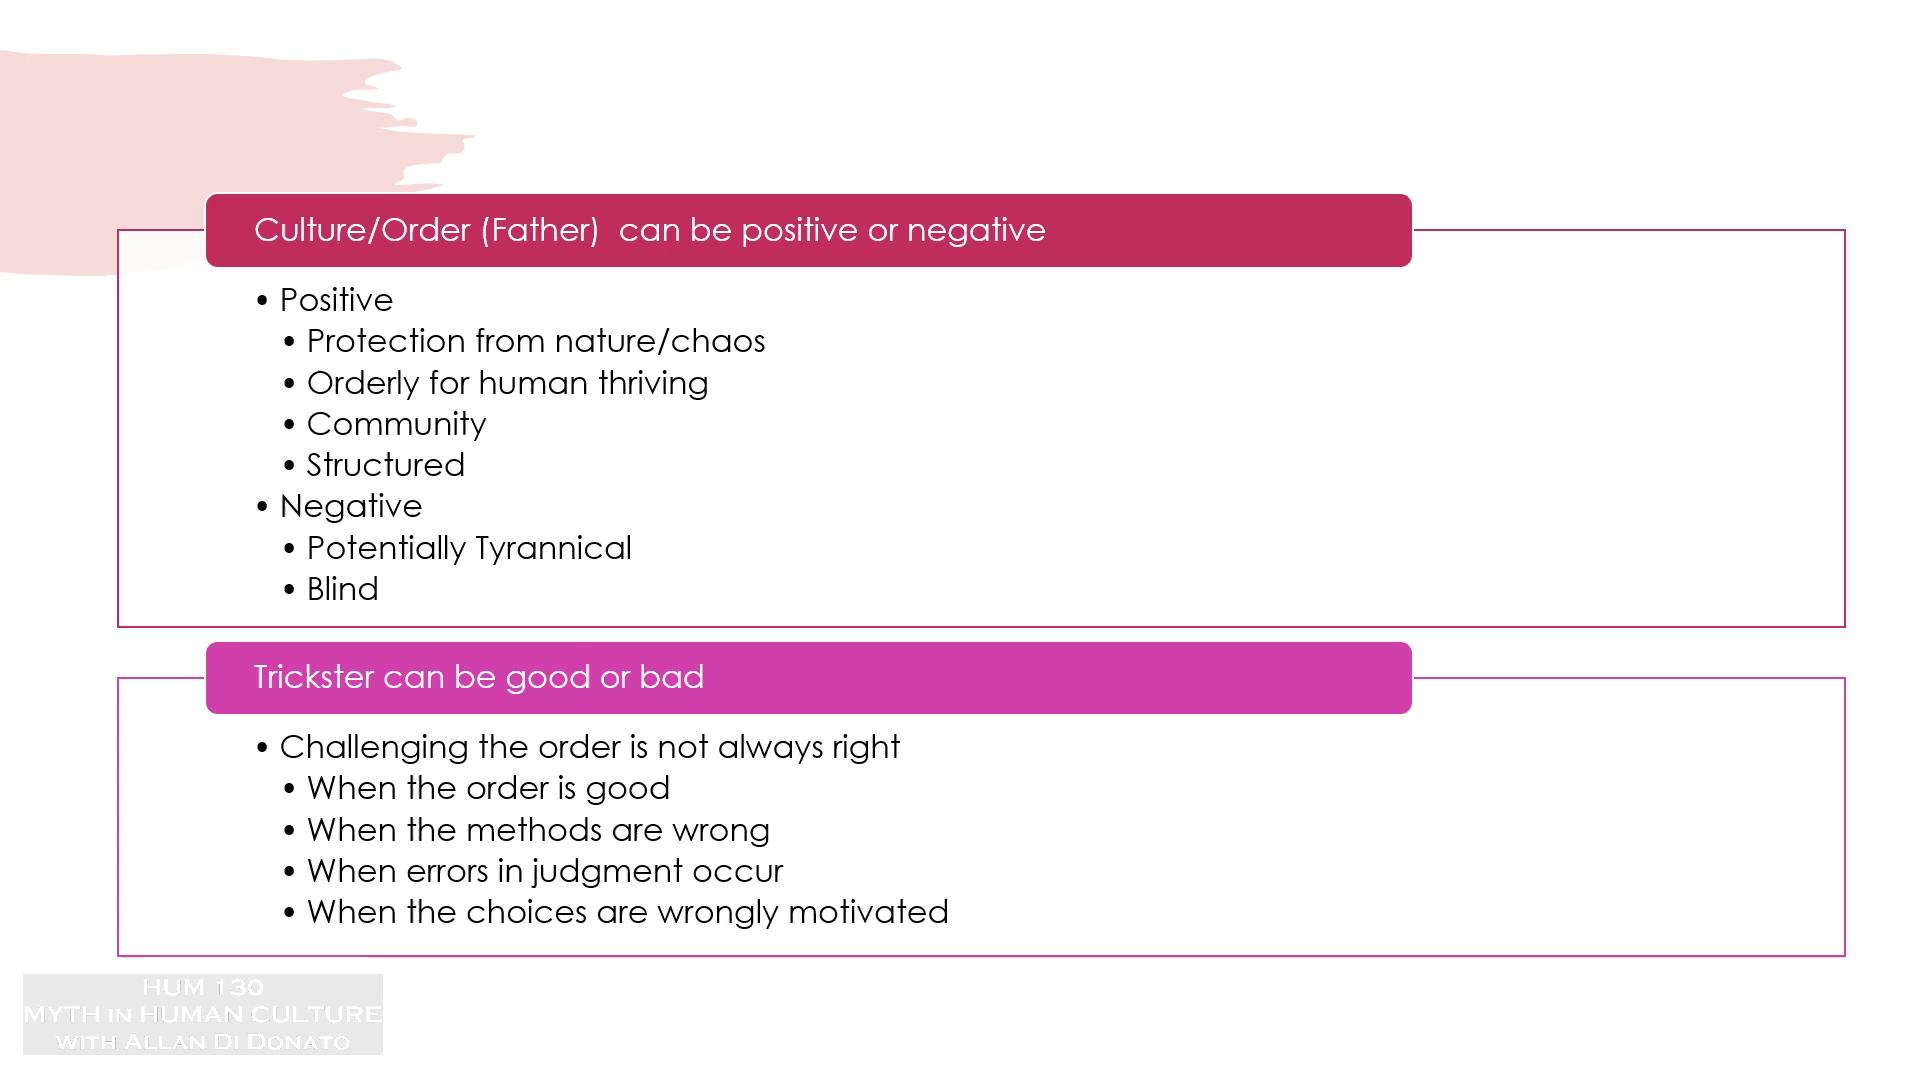 Culture/Order (Father)  can be positive or negative
• Positive
• Protection from nature/chaos
• Orderly for human thriving
• Community
• Structured
• Negative
• Potentially Tyrannical
• Blind
Trickster can be good or bad
• Challenging the order is not always right
• When the order is good
• When the methods are wrong
• When errors in judgment occur
• When the choices are wrongly motivated
HUM 130
MYTH IN HUMAN CULTURE
WITH ALLAN DI DONATO